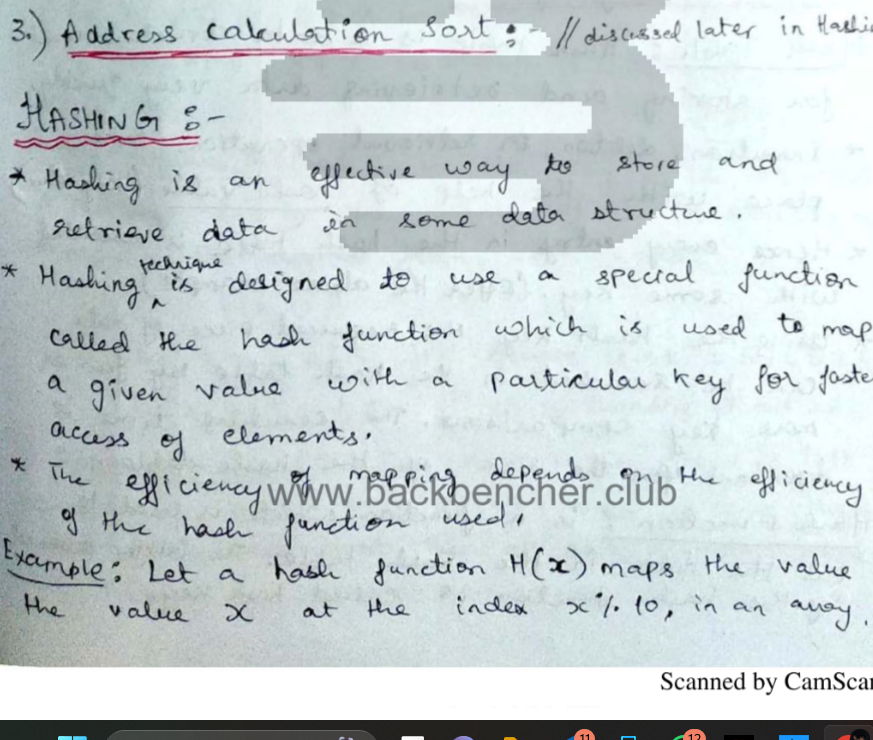 3.) Address calculation Sort :- // discussed later in Hashi
HASHING :-
* Hashing is an effective way to store and
retrieve data in some data structure.
technique
* Hashing ^ is designed to use a special function
called the hash function which is used to map
a given value with a particular key for faste
access of elements.
* The efficiency of mapping depends on the efficiency
www.backbencher.club
of the hash function used.
Example: Let a hash function H(x) maps the value
the value x at the index x % 10, in an array.
Scanned by CamScan
11
12